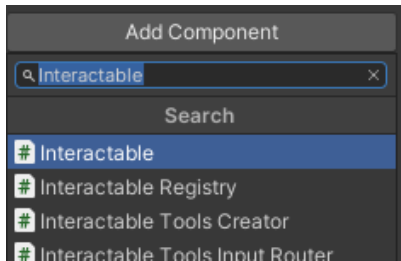 Add Component
Interactable
Search
Interactable
Interactable Registry
Interactable Tools Creator
Interactable Tools Input Router